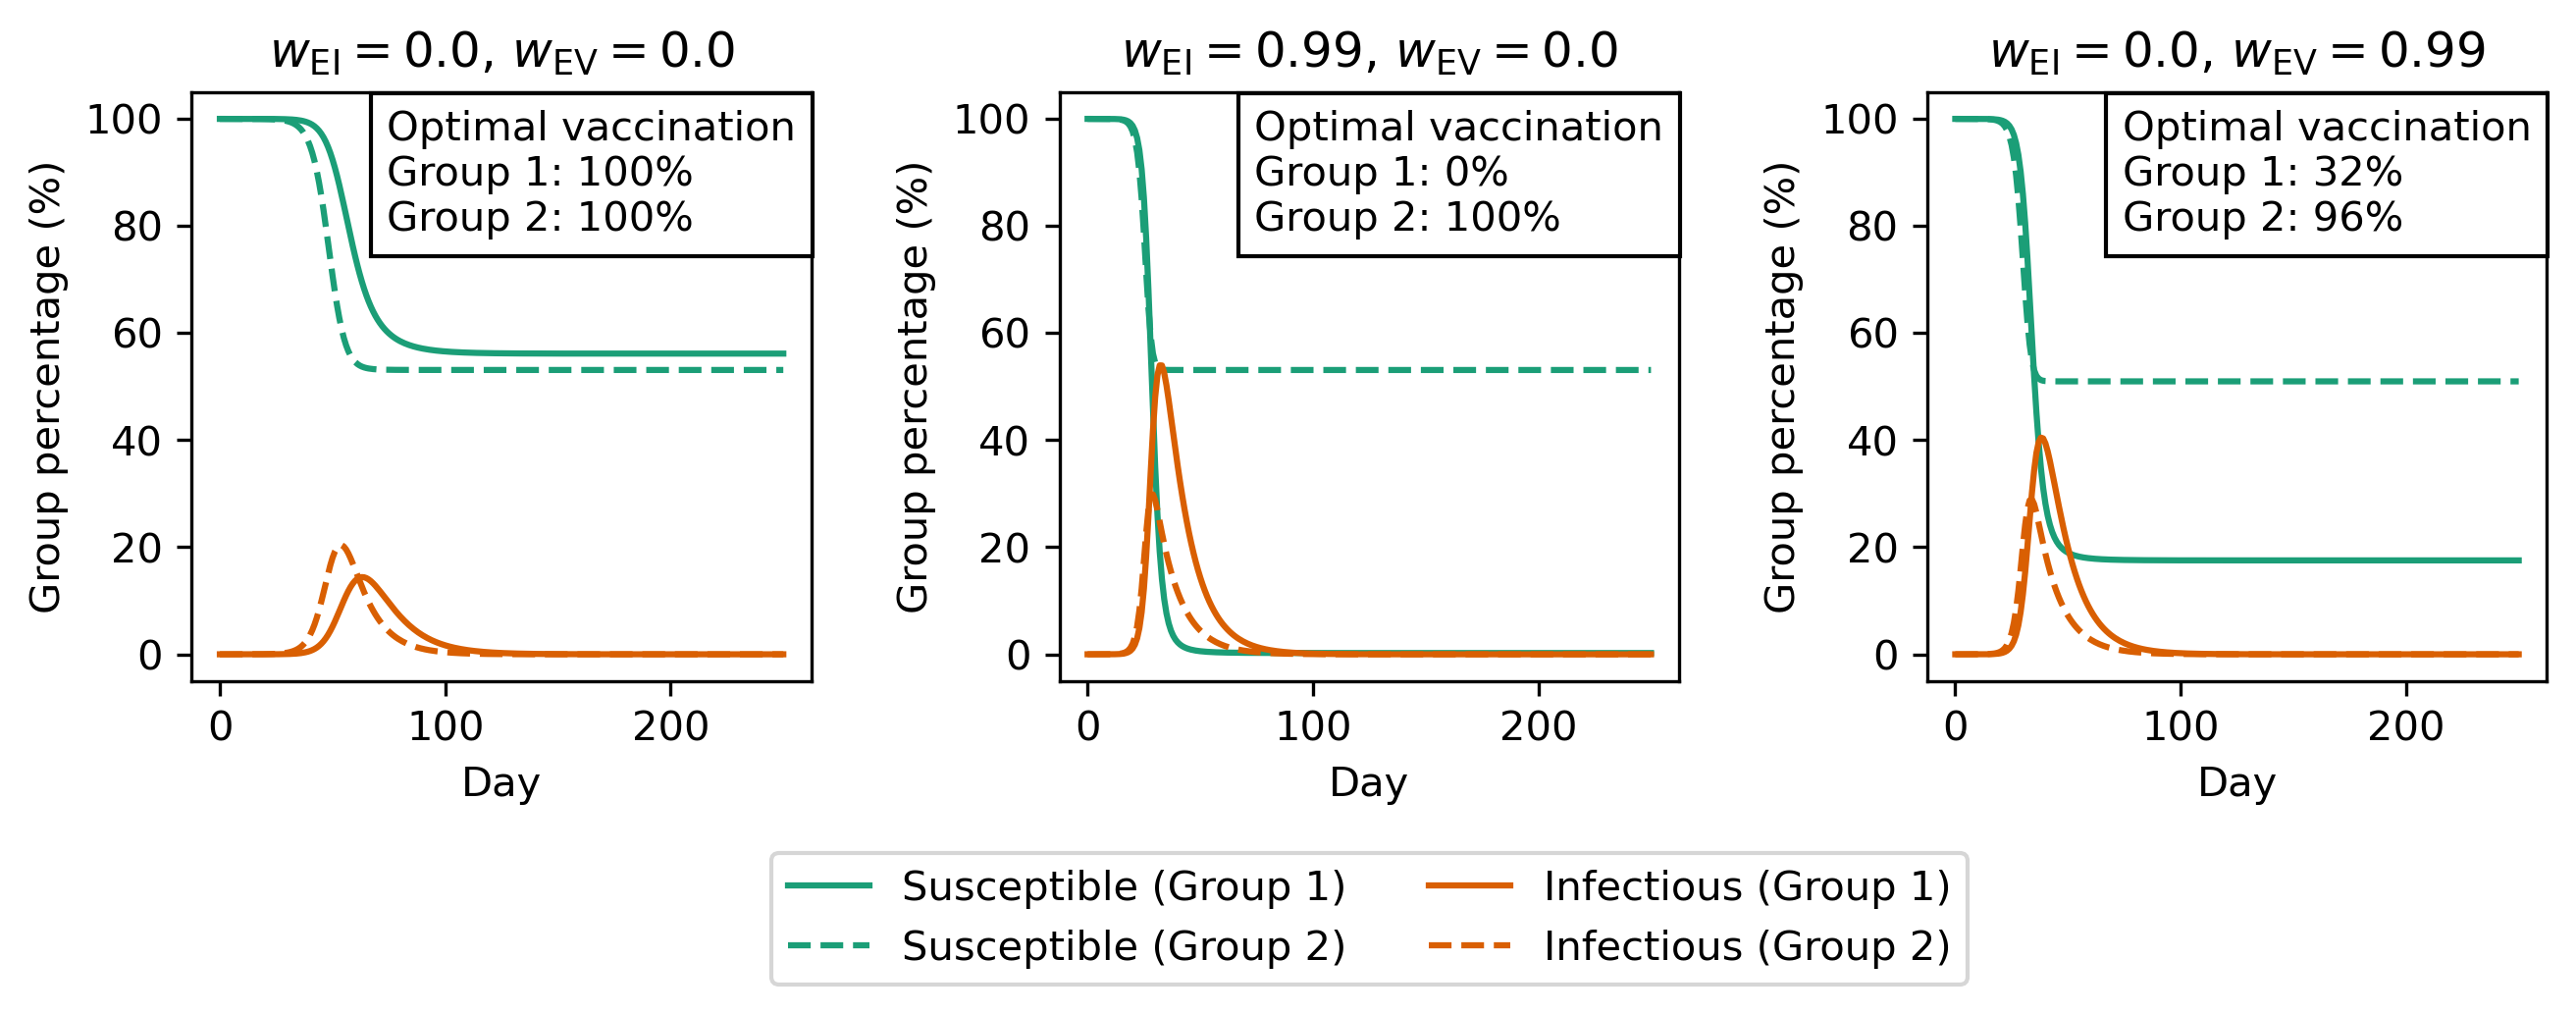 w_EI = 0.0, w_EV = 0.0
Group percentage (%)
100
80
60
40
20
0
Optimal vaccination
Group 1: 100%
Group 2: 100%
0 100 200
Day
w_EI = 0.99, w_EV = 0.0
Group percentage (%)
100
80
60
40
20
0
Optimal vaccination
Group 1: 0%
Group 2: 100%
0 100 200
Day
w_EI = 0.0, w_EV = 0.99
Group percentage (%)
100
80
60
40
20
0
Optimal vaccination
Group 1: 32%
Group 2: 96%
0 100 200
Day
Susceptible (Group 1)
Susceptible (Group 2)
Infectious (Group 1)
Infectious (Group 2)